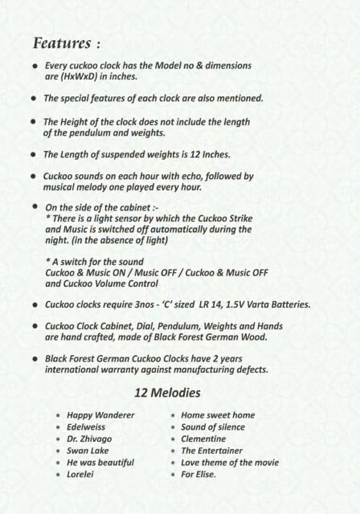 Features :
• Every cuckoo clock has the Model no & dimensions
are (HxWxD) in inches.
• The special features of each clock are also mentioned.
• The Height of the clock does not include the length
of the pendulum and weights.
• The Length of suspended weights is 12 Inches.
• Cuckoo sounds on each hour with echo, followed by
musical melody one played every hour.
• On the side of the cabinet :-
* There is a light sensor by which the Cuckoo Strike
and Music is switched off automatically during the
night. (in the absence of light)
* A switch for the sound
Cuckoo & Music ON / Music OFF / Cuckoo & Music OFF
and Cuckoo Volume Control
• Cuckoo clocks require 3nos - 'C' sized LR 14, 1.5V Varta Batteries.
• Cuckoo Clock Cabinet, Dial, Pendulum, Weights and Hands
are hand crafted, made of Black Forest German Wood.
• Black Forest German Cuckoo Clocks have 2 years
international warranty against manufacturing defects.
12 Melodies
• Happy Wanderer
• Edelweiss
• Dr. Zhivago
• Swan Lake
• He was beautiful
• Lorelei
• Home sweet home
• Sound of silence
• Clementine
• The Entertainer
• Love theme of the movie
• For Elise.